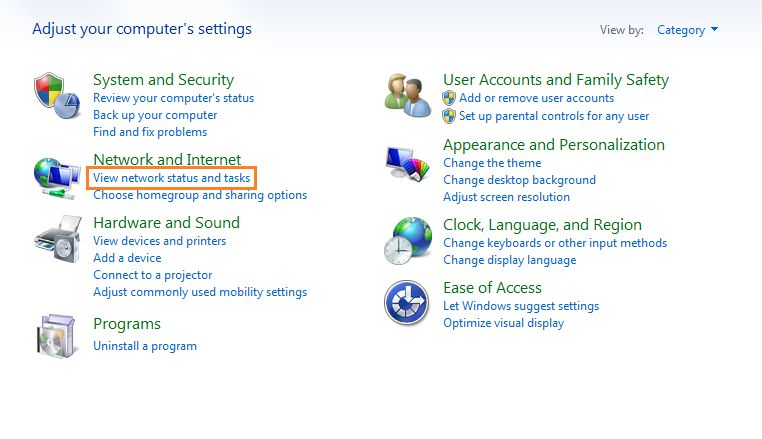 Adjust your computer's settings
View by: Category
System and Security
Review your computer's status
Back up your computer
Find and fix problems
Network and Internet
View network status and tasks
Choose homegroup and sharing options
Hardware and Sound
View devices and printers
Add a device
Connect to a projector
Adjust commonly used mobility settings
Programs
Uninstall a program
User Accounts and Family Safety
Add or remove user accounts
Set up parental controls for any user
Appearance and Personalization
Change the theme
Change desktop background
Adjust screen resolution
Clock, Language, and Region
Change keyboards or other input methods
Change display language
Ease of Access
Let Windows suggest settings
Optimize visual display